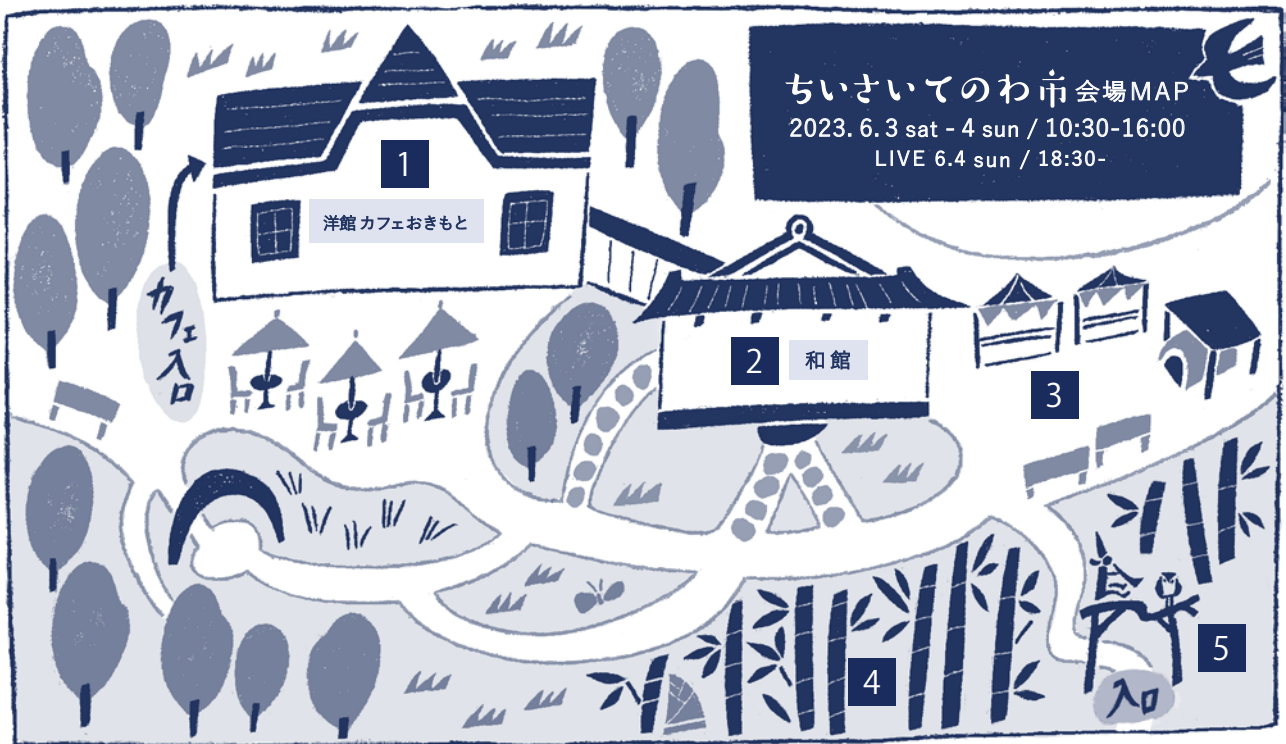 ちいさいてのわ市会場MAP
2023. 6. 3 sat - 4 sun / 10:30-16:00
LIVE 6.4 sun / 18:30-
1
洋館 カフェおきもと
カフェ入口
2
和館
3
4
5
入口